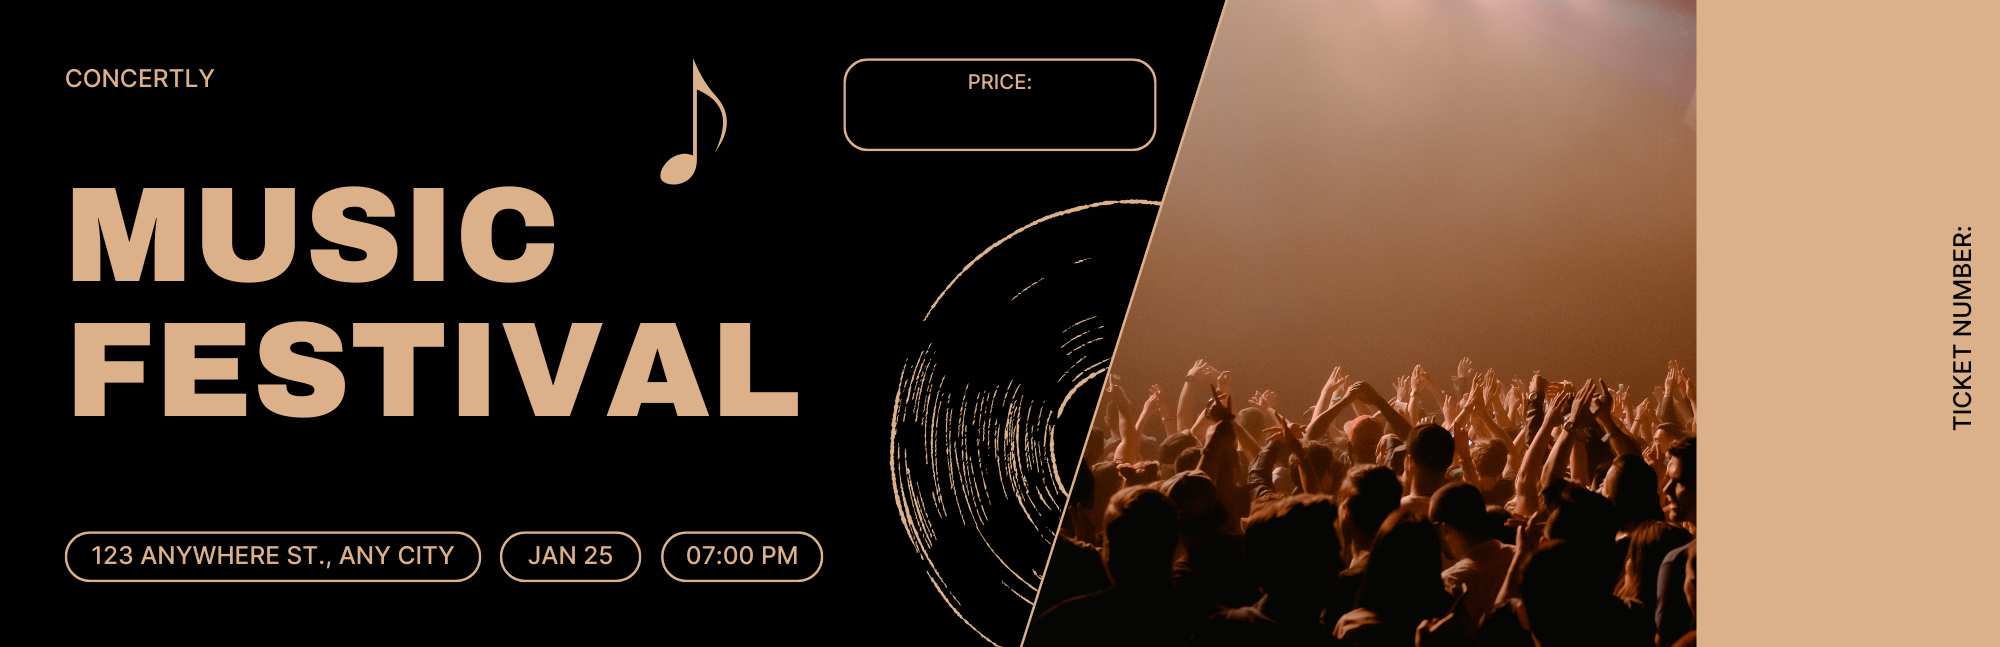 CONCERTLY
PRICE:
MUSIC
FESTIVAL
123 ANYWHERE ST., ANY CITY
JAN 25
07:00 PM
TICKET NUMBER: